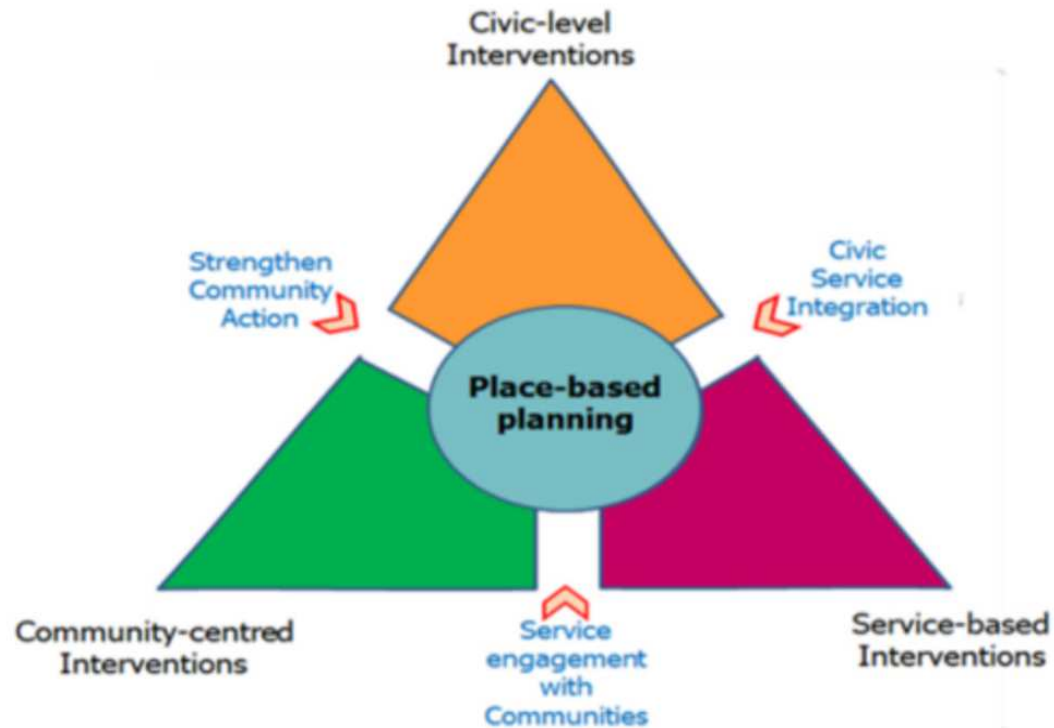 Civic-level
Interventions
Strengthen
Community
Action
Civic
Service
Integration
Place-based
planning
Community-centred
Interventions
Service
engagement
with
Communities
Service-based
Interventions